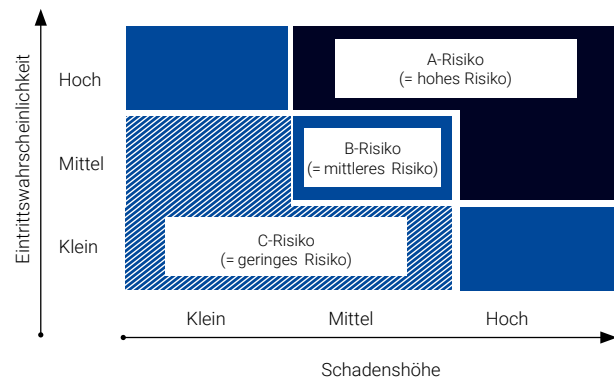 Eintrittswahrscheinlichkeit
Hoch
Mittel
Klein
A-Risiko
(= hohes Risiko)
B-Risiko
(= mittleres Risiko)
C-Risiko
(= geringes Risiko)
Klein
Mittel
Hoch
Schadenshöhe